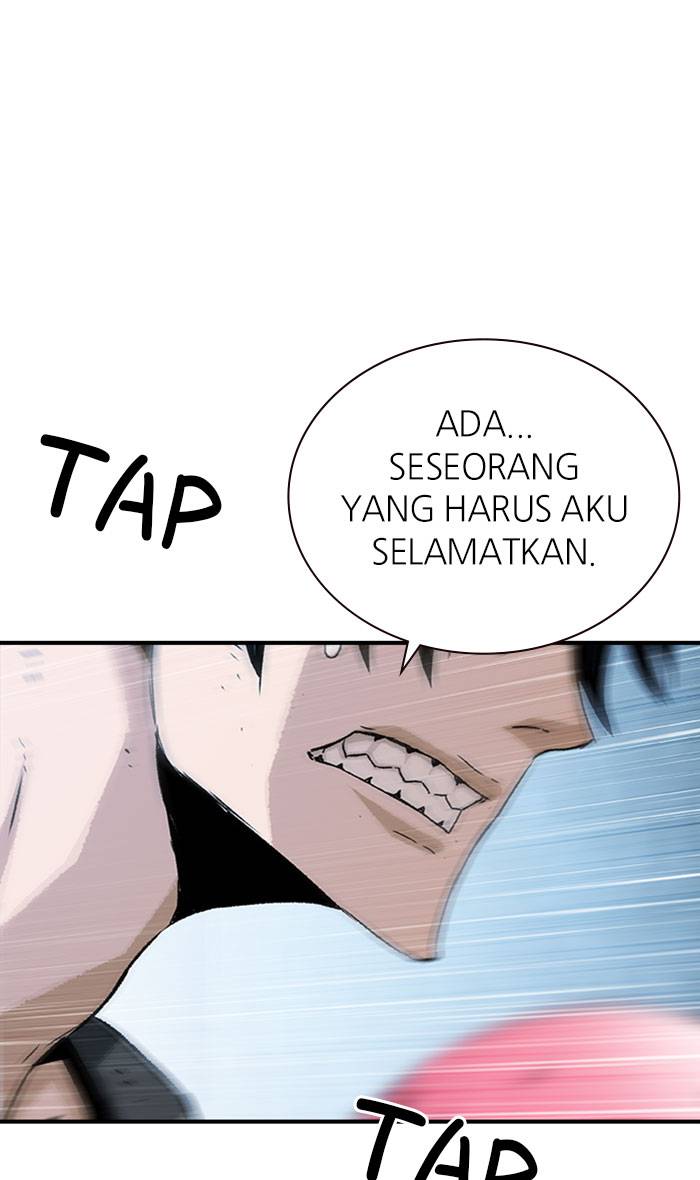 TAP
ADA...
SESEORANG
YANG HARUS AKU
SELAMATKAN.
TAP